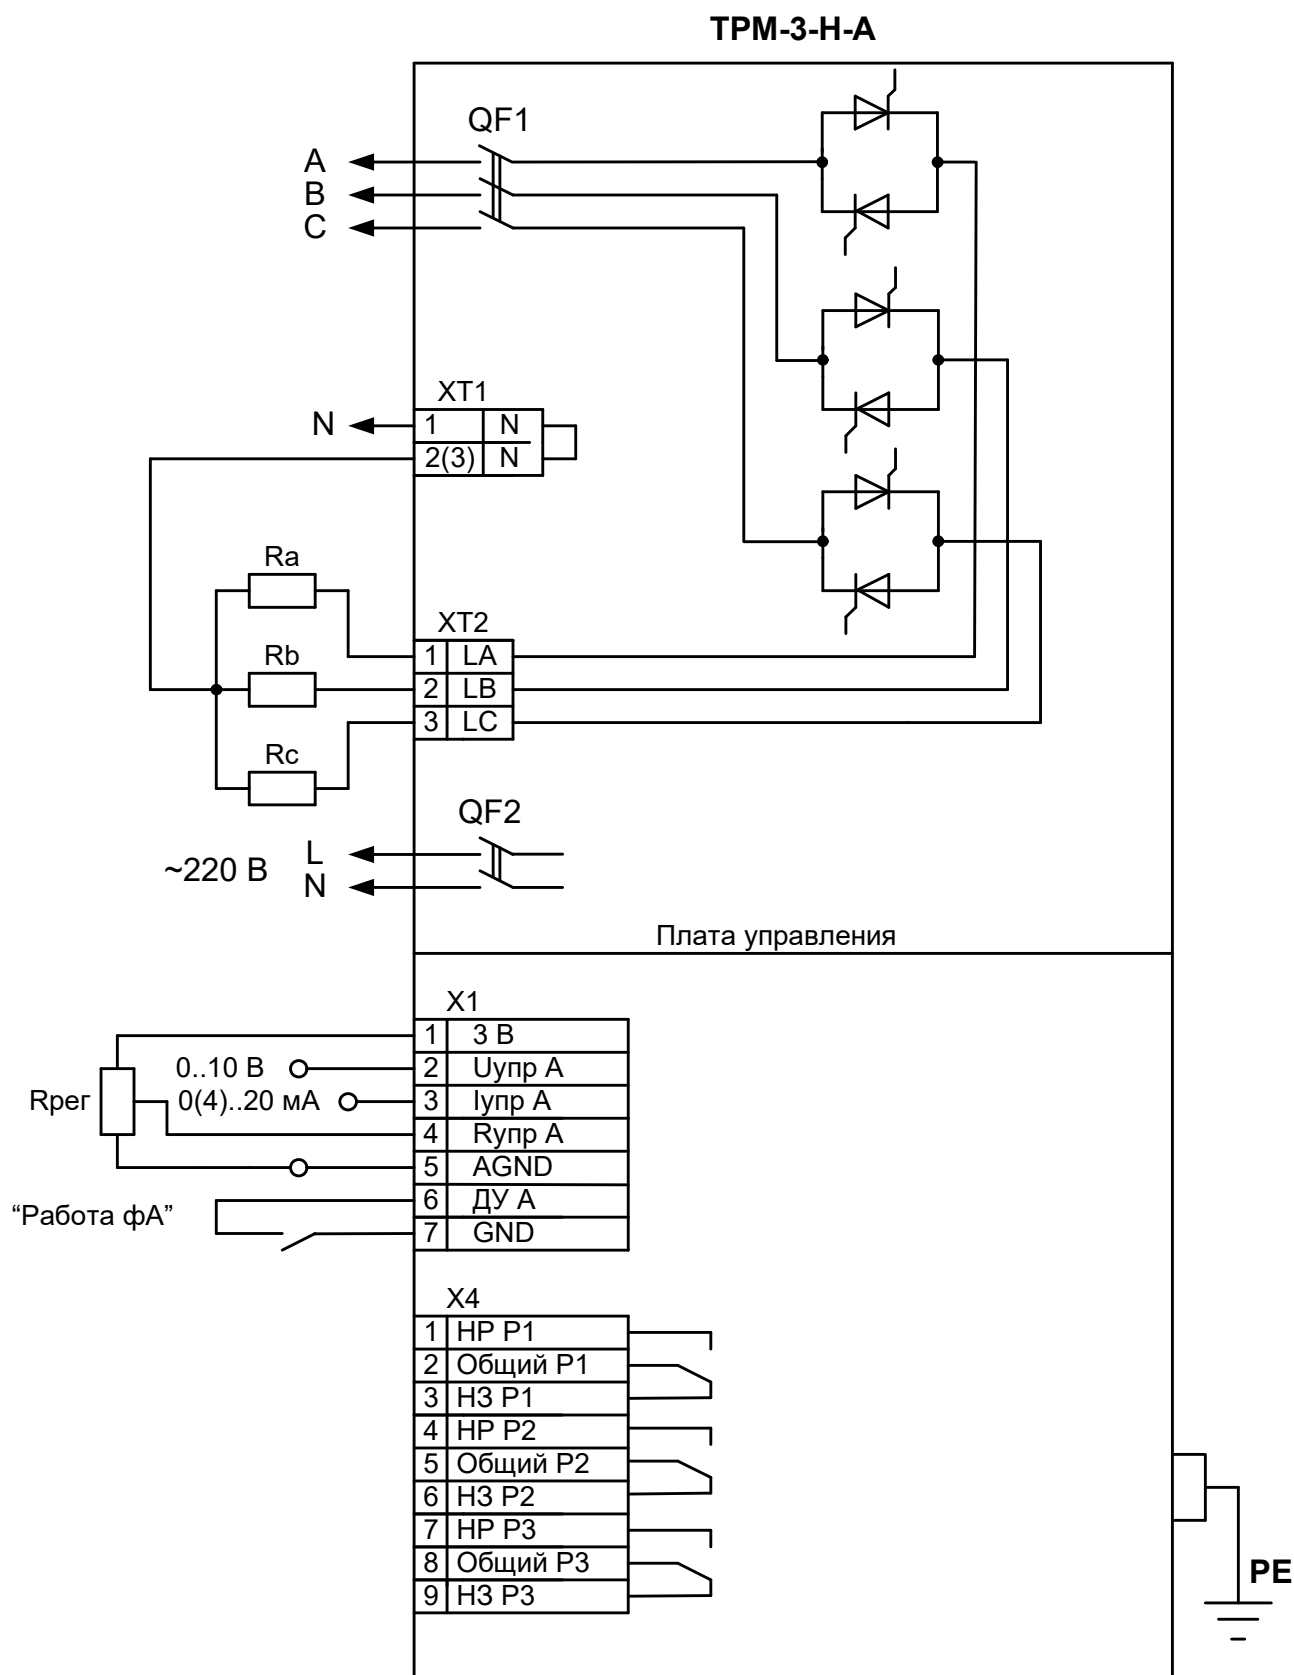 ТРМ-3-Н-А
QF1
A
B
C
XT1
N
1 N
2(3) N
Ra
XT2
1 LA
Rb
2 LB
3 LC
Rc
QF2
L
~220 В
N
Плата управления
X1
1 3 В
0..10 В 2 Uупр А
Rрег 0(4)..20 мА 3 Iупр А
4 Rупр А
5 AGND
6 ДУ А
“Работа фА”
7 GND
X4
1 НР Р1
2 Общий Р1
3 НЗ Р1
4 НР Р2
5 Общий Р2
6 НЗ Р2
7 НР Р3
8 Общий Р3
9 НЗ Р3
PE